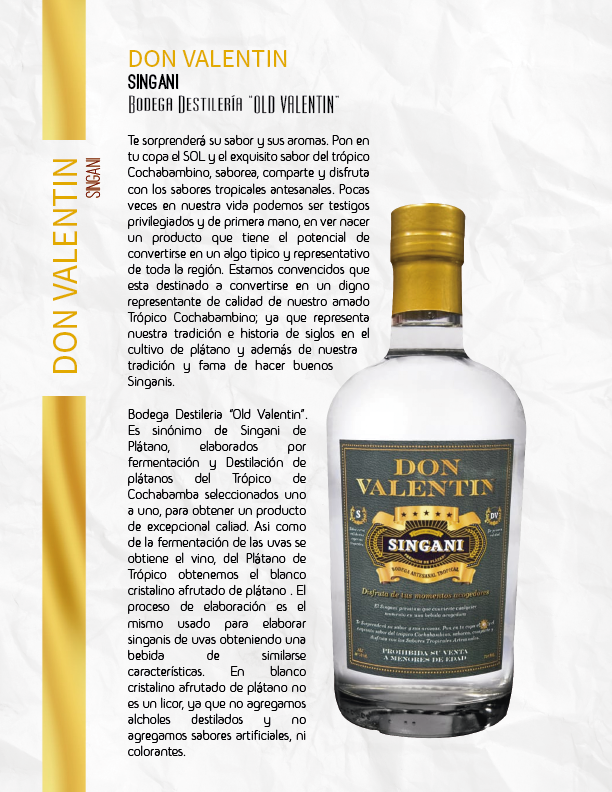 DON VALENTIN
SINGANI
Bodega Destilería "OLD VALENTIN"
DON VALENTIN
SINGANI
Te sorprenderá su sabor y sus aromas. Pon en
tu copa el SOL y el exquisito sabor del trópico
Cochabambino, saborea, comparte y disfruta
con los sabores tropicales antesanales. Pocas
veces en nuestra vida podemos ser testigos
privilegiados y de primera mano, en ver nacer
un producto que tiene el potencial de
convertirse en un algo tipico y representativo
de toda la región. Estamos convencidos que
esta destinado a convertirse en un digno
representante de calidad de nuestro amado
Trópico Cochabambino; ya que representa
nuestra tradición e historia de siglos en el
cultivo de plátano y además de nuestra
tradición y fama de hacer buenos
Singanis.
Bodega Destileria "Old Valentin".
Es sinónimo de Singani de
Plátano, elaborados por
fermentación y Destilación de
plátanos del Trópico de
Cochabamba seleccionados uno
a uno, para obtener un producto
de excepcional caliad. Asi como
de la fermentación de las uvas se
obtiene el vino, del Plátano de
Trópico obtenemos el blanco
cristalino afrutado de plátano . El
proceso de elaboración es el
mismo usado para elaborar
singanis de uvas obteniendo una
bebida de similarse
características. En blanco
cristalino afrutado de plátano no
es un licor, ya que no agregamos
alcholes destilados y no
agregamos sabores artificiales, ni
colorantes.
DON
VALENTIN
S
DV
SINGANI
BODEGA ARTESANAL TROPICAL
Disfruta de tus momentos acogedores
PROHIBIDA SU VENTA
A MENORES DE EDAD